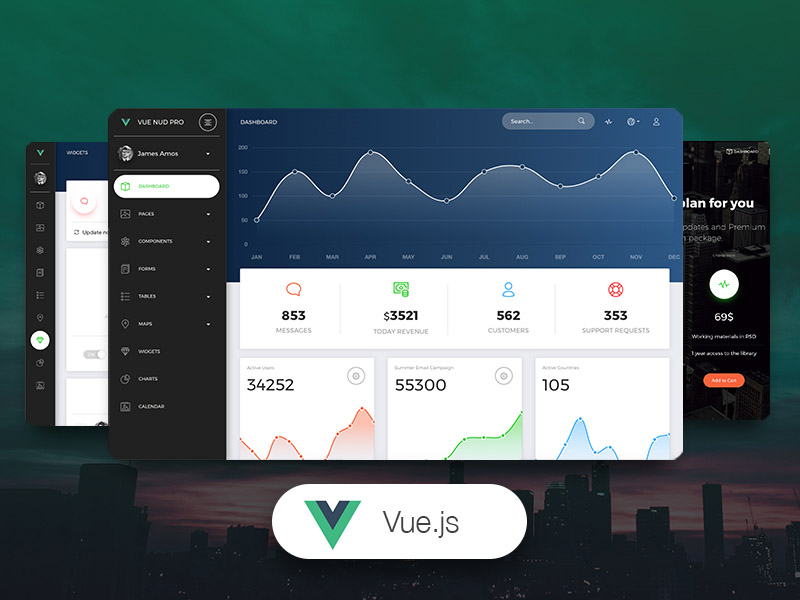 VUE NUD PRO
James Amos
DASHBOARD
PAGES
COMPONENTS
FORMS
TABLES
MAPS
WIDGETS
CHARTS
CALENDAR
DASHBOARD
Search..
200
150
100
50
0
JAN FEB MAR APR MAY JUN JUL AUG SEP OCT NOV DEC
853
MESSAGES
$3521
TODAY REVENUE
562
CUSTOMERS
353
SUPPORT REQUESTS
Active Users
34252
Summer Email Campaign
55300
Active Countries
105
WIDGETS
Update no
DASHBOARD
plan for you
pdates and Premium
package.
69$
Working materials in PSD
1 year access to the library
Add to Cart
Vue.js